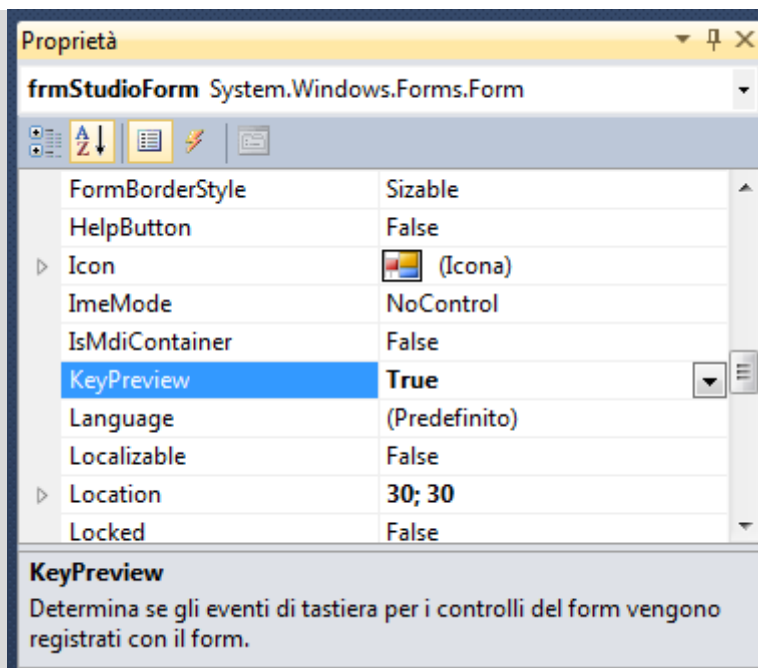 Proprietà
frmStudioForm System.Windows.Forms.Form
FormBorderStyle Sizable
HelpButton False
Icon (Icona)
ImeMode NoControl
IsMdiContainer False
KeyPreview True
Language (Predefinito)
Localizable False
Location 30; 30
Locked False
KeyPreview
Determina se gli eventi di tastiera per i controlli del form vengono
registrati con il form.